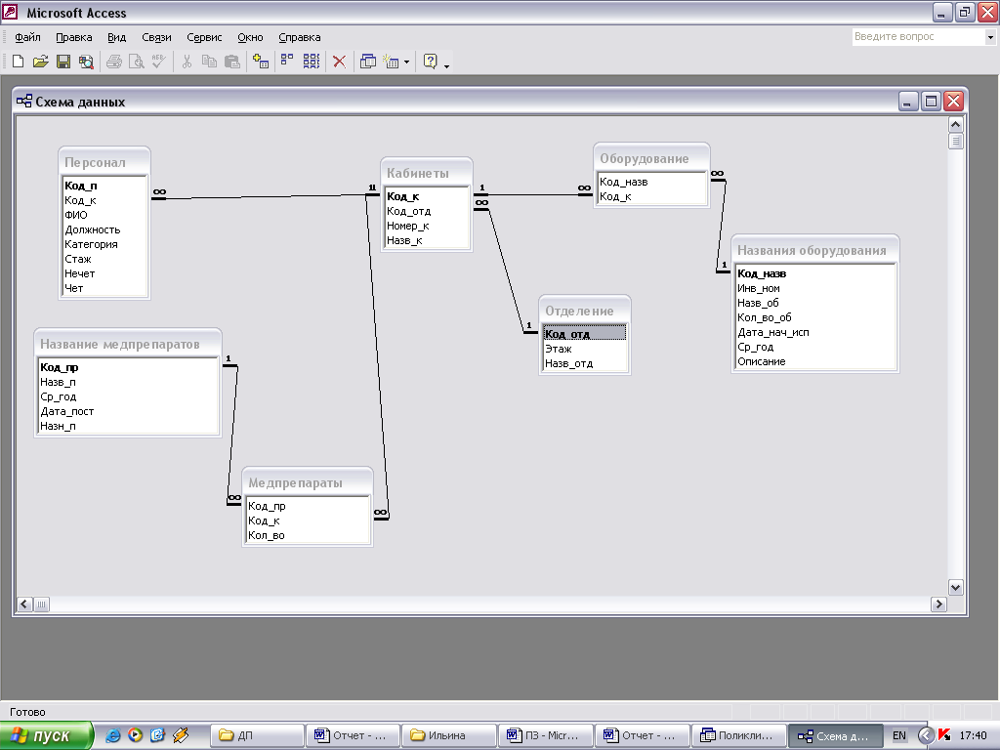 Microsoft Access
Файл Правка Вид Связи Сервис Окно Справка
Введите вопрос
Схема данных
Персонал
Код_п
Код_к
ФИО
Должность
Категория
Стаж
Нечет
Чет
∞
11
Кабинеты
Код_к
Код_отд
Номер_к
Назв_к
1
∞
∞
Оборудование
Код_назв
Код_к
∞
1
Названия оборудования
Код_назв
Инв_ном
Назв_об
Кол_во_об
Дата_нач_исп
Ср_год
Описание
1
Отделение
Код_отд
Этаж
Назв_отд
Название медпрепаратов
Код_пр
Назв_п
Ср_год
Дата_пост
Назн_п
1
∞
Медпрепараты
Код_пр
Код_к
Кол_во
∞
Готово
пуск
ДП
Отчет - ...
Ильина
ПЗ - Micr...
Отчет - ...
Поликли...
Схема д...
EN
17:40